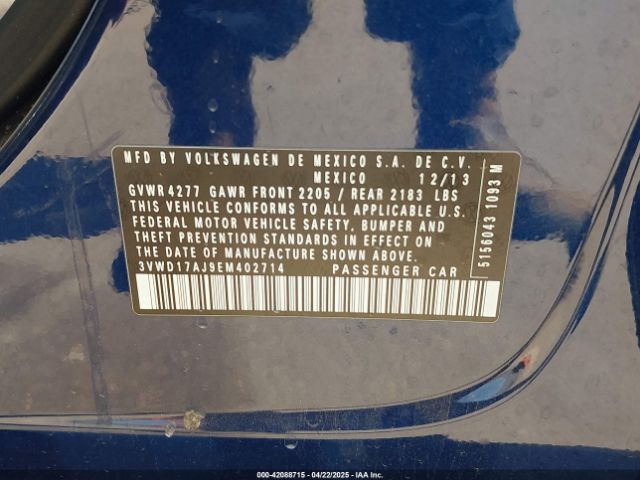 MFD BY VOLKSWAGEN DE MEXICO S.A. DE C.V.
MEXICO 12/13
GVWR 4277 GAWR FRONT 2205 / REAR 2183 LBS
THIS VEHICLE CONFORMS TO ALL APPLICABLE U.S.
FEDERAL MOTOR VEHICLE SAFETY, BUMPER AND
THEFT PREVENTION STANDARDS IN EFFECT ON
THE DATE OF MANUFACTURE SHOWN ABOVE.
3VWD17AJ9EM402714 PASSENGER CAR
5156043 1093 M
000-42088715 - 04/22/2025 - IAAI.COM